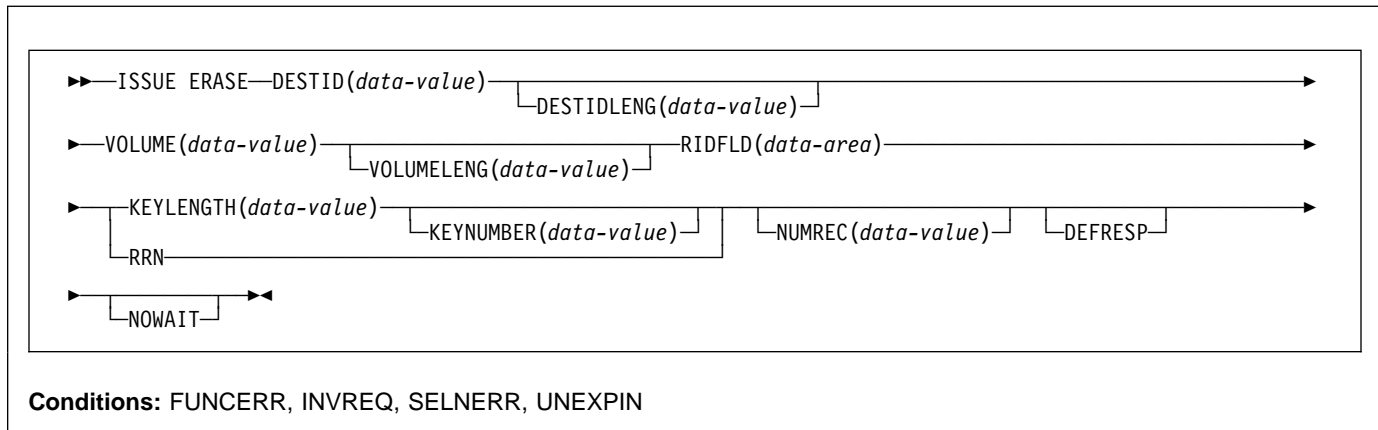 ISSUE ERASE DESTID(data-value)
DESTIDLENG(data-value)
VOLUME(data-value) RIDFLD(data-area)
VOLUMELENG(data-value)
KEYLENGTH(data-value)
KEYNUMBER(data-value) NUMREC(data-value) DEFRESP
RRN
NOWAIT
Conditions: FUNCERR, INVREQ, SELNERR, UNEXPIN